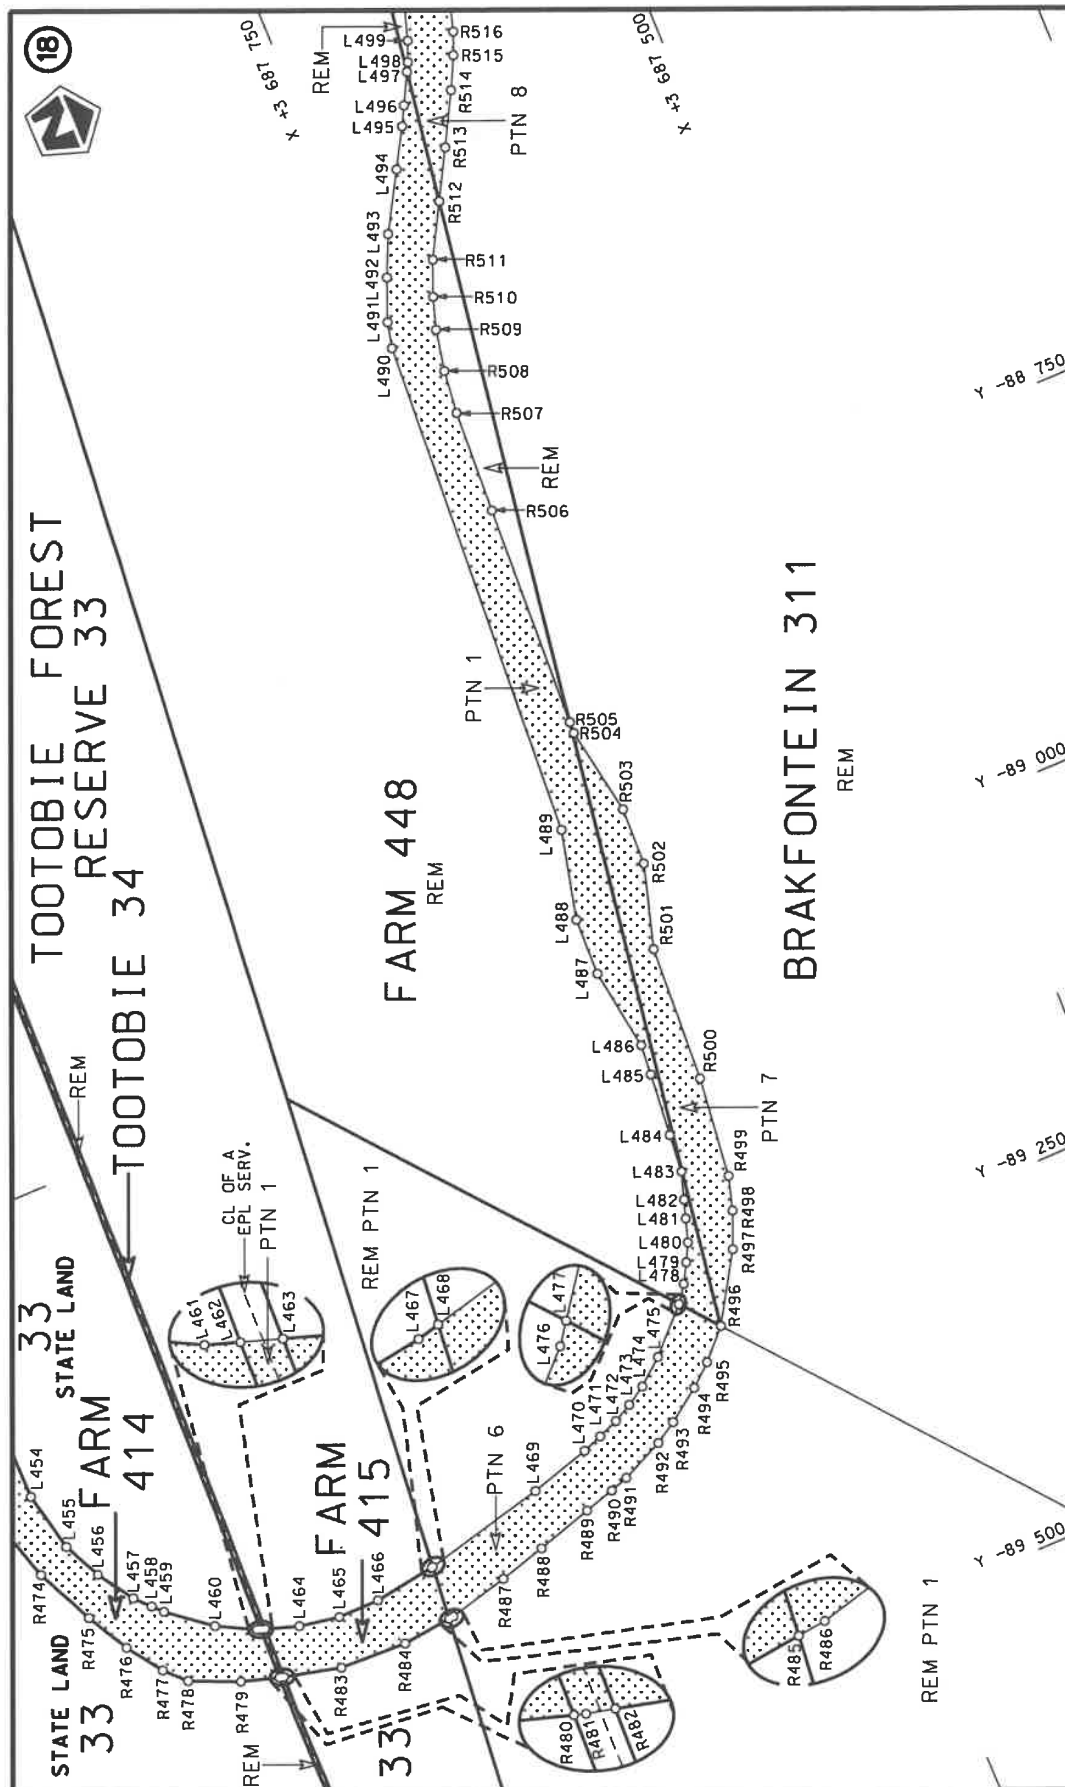 18
N
X +3 687 750
X +3 687 500
Y -88 750
Y -89 000
Y -89 250
Y -89 500
TOOTOBIE FOREST
RESERVE 33
TOOTOBIE 34
REM
FARM 448
REM
BRAKFONTEIN 311
REM
33
STATE LAND
FARM
414
STATE LAND
33
FARM
415
33
REM
REM PTN 1
REM PTN 1
CL OF A
EPL SERV.
PTN 1
PTN 1
PTN 6
PTN 7
PTN 8
REM
REM
L454
L455
L456
L457
L458
L459
L460
L461
L462
L463
L464
L465
L466
L467
L468
L469
L470
L471
L472
L473
L474
L475
L476
L477
L478
L479
L480
L481
L482
L483
L484
L485
L486
L487
L488
L489
L490
L491
L492
L493
L494
L495
L496
L497
L498
L499
R474
R475
R476
R477
R478
R479
R480
R481
R482
R483
R484
R485
R486
R487
R488
R489
R490
R491
R492
R493
R494
R495
R496
R497
R498
R499
R500
R501
R502
R503
R504
R505
R506
R507
R508
R509
R510
R511
R512
R513
R514
R515
R516